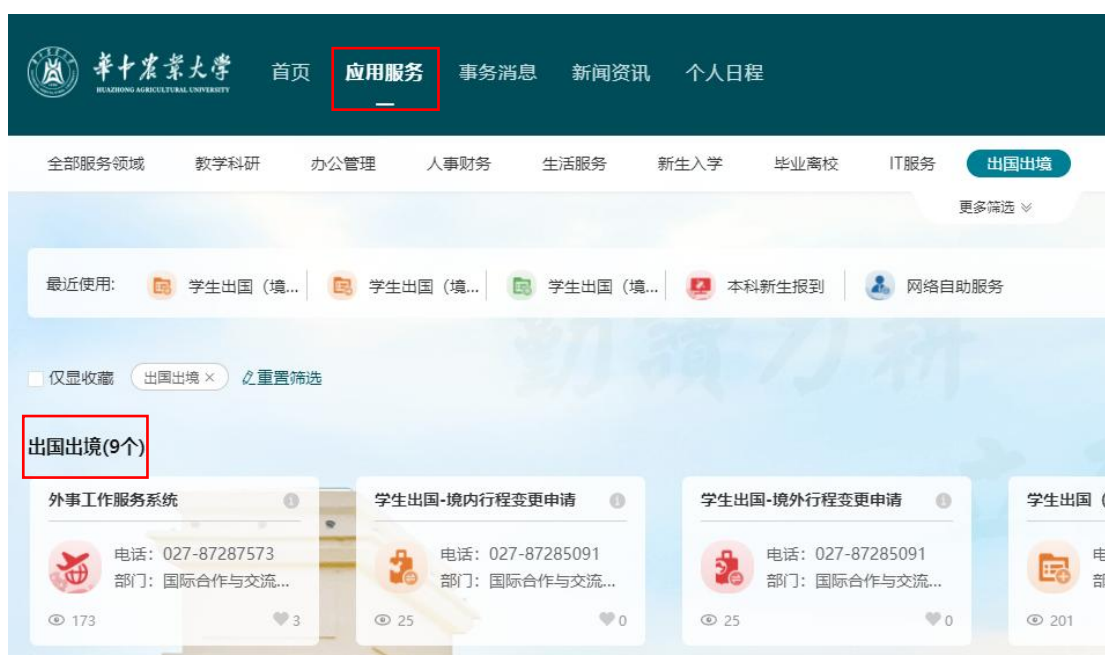 華中农業大学
HUAZHONG AGRICULTURAL UNIVERSITY
首页 应用服务 事务消息 新闻资讯 个人日程
全部服务领域 教学科研 办公管理 人事财务 生活服务 新生入学 毕业离校 IT服务 出国出境
更多筛选
最近使用: 学生出国（境... 学生出国（境... 学生出国（境... 本科新生报到 网络自助服务
勤讀力耕
仅显收藏 出国出境 × 重置筛选
出国出境(9个)
外事工作服务系统 学生出国-境内行程变更申请 学生出国-境外行程变更申请 学生出国（
电话：027-87287573 电话：027-87285091 电话：027-87285091 电
部门：国际合作与交流... 部门：国际合作与交流... 部门：国际合作与交流... 部
173 3 25 0 25 0 201